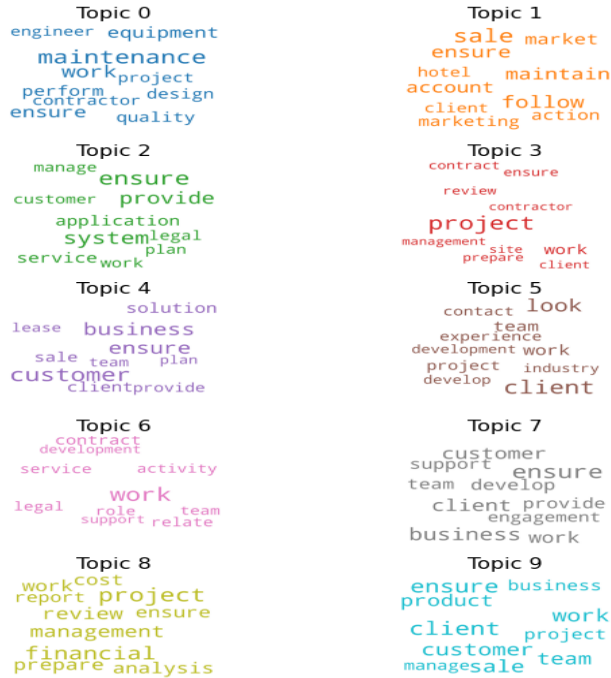 Topic 0
engineer equipment
maintenance
work project
perform design
contractor
ensure quality
Topic 1
sale market
ensure
hotel maintain
account
client follow
marketing action
Topic 2
manage
ensure
customer provide
application
system legal
plan
service work
Topic 3
contract ensure
review
contractor
project
management
site work
prepare
client
Topic 4
solution
lease business
ensure
sale team plan
customer
client provide
Topic 5
contact look
team
experience
development work
project industry
develop client
Topic 6
contract
development
service activity
work
legal role team
support relate
Topic 7
customer
support ensure
team develop
client provide
engagement
business work
Topic 8
work cost
report project
review ensure
management
financial
prepare analysis
Topic 9
ensure business
product
work
client project
customer
manage sale team